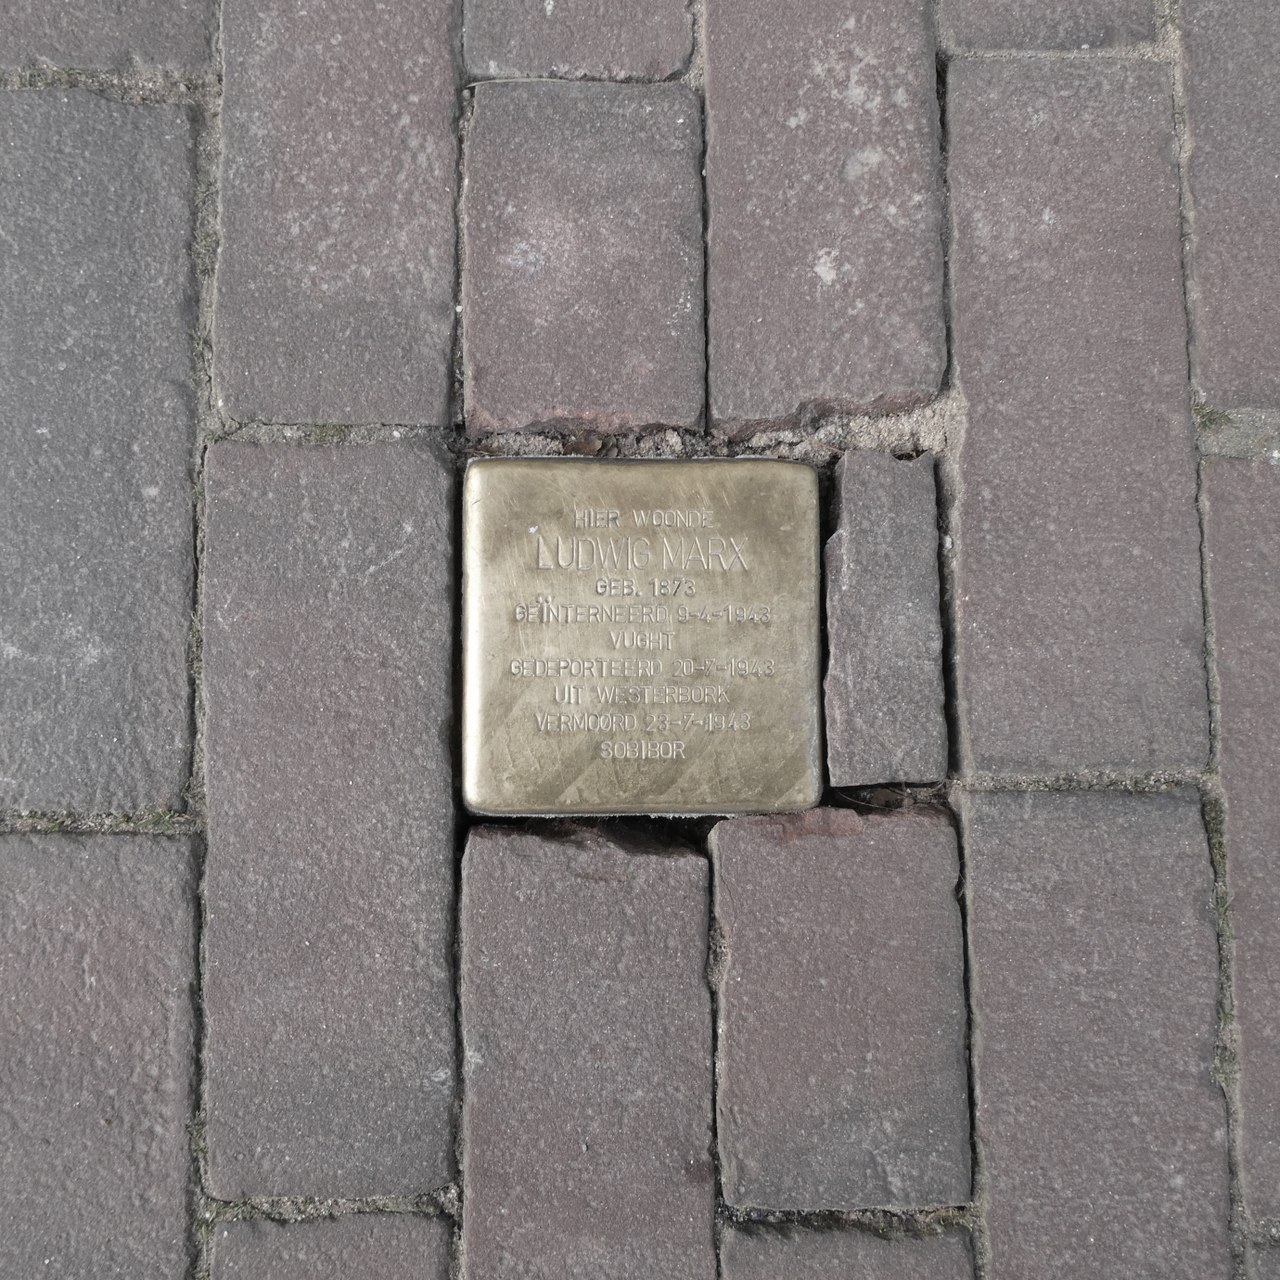 HIER WOONDE
LUDWIG MARX
GEB. 1873
GEÏNTERNEERD 9-4-1943
VUGHT
GEDEPORTEERD 20-7-1943
UIT WESTERBORK
VERMOORD 23-7-1943
SOBIBOR